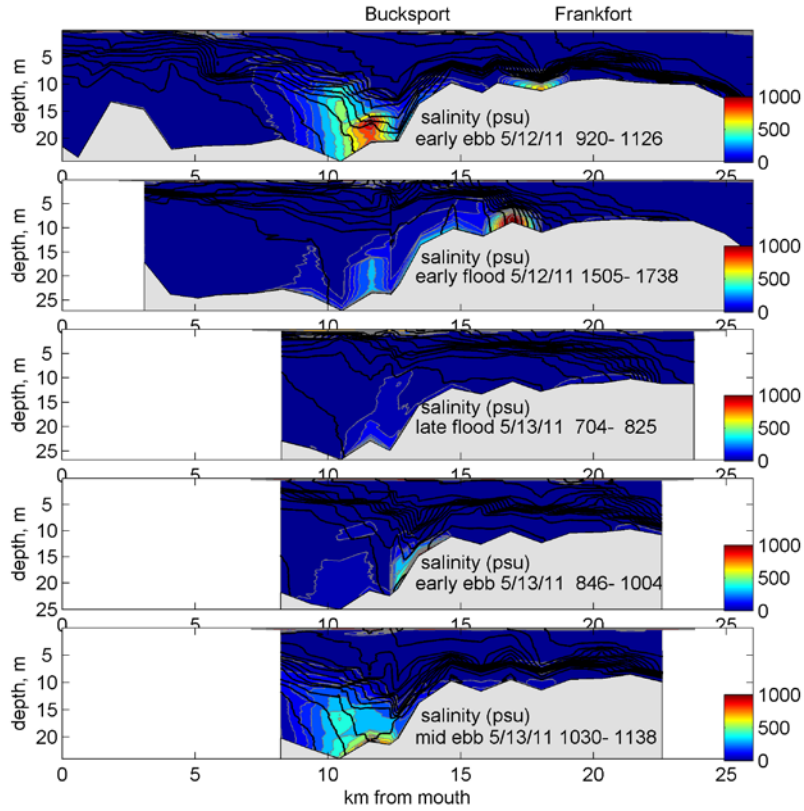 Bucksport Frankfort
depth, m
5
10
15
20
salinity (psu)
early ebb 5/12/11 920- 1126
1000
500
0
0 5 10 15 20 25
depth, m
5
10
15
20
25
salinity (psu)
early flood 5/12/11 1505- 1738
1000
500
0
0 5 10 15 20 25
depth, m
5
10
15
20
25
salinity (psu)
late flood 5/13/11 704- 825
1000
500
0
0 5 10 15 20 25
depth, m
5
10
15
20
25
salinity (psu)
early ebb 5/13/11 846- 1004
1000
500
0
0 5 10 15 20 25
depth, m
5
10
15
20
salinity (psu)
mid ebb 5/13/11 1030- 1138
1000
500
0
0 5 10 15 20 25
km from mouth